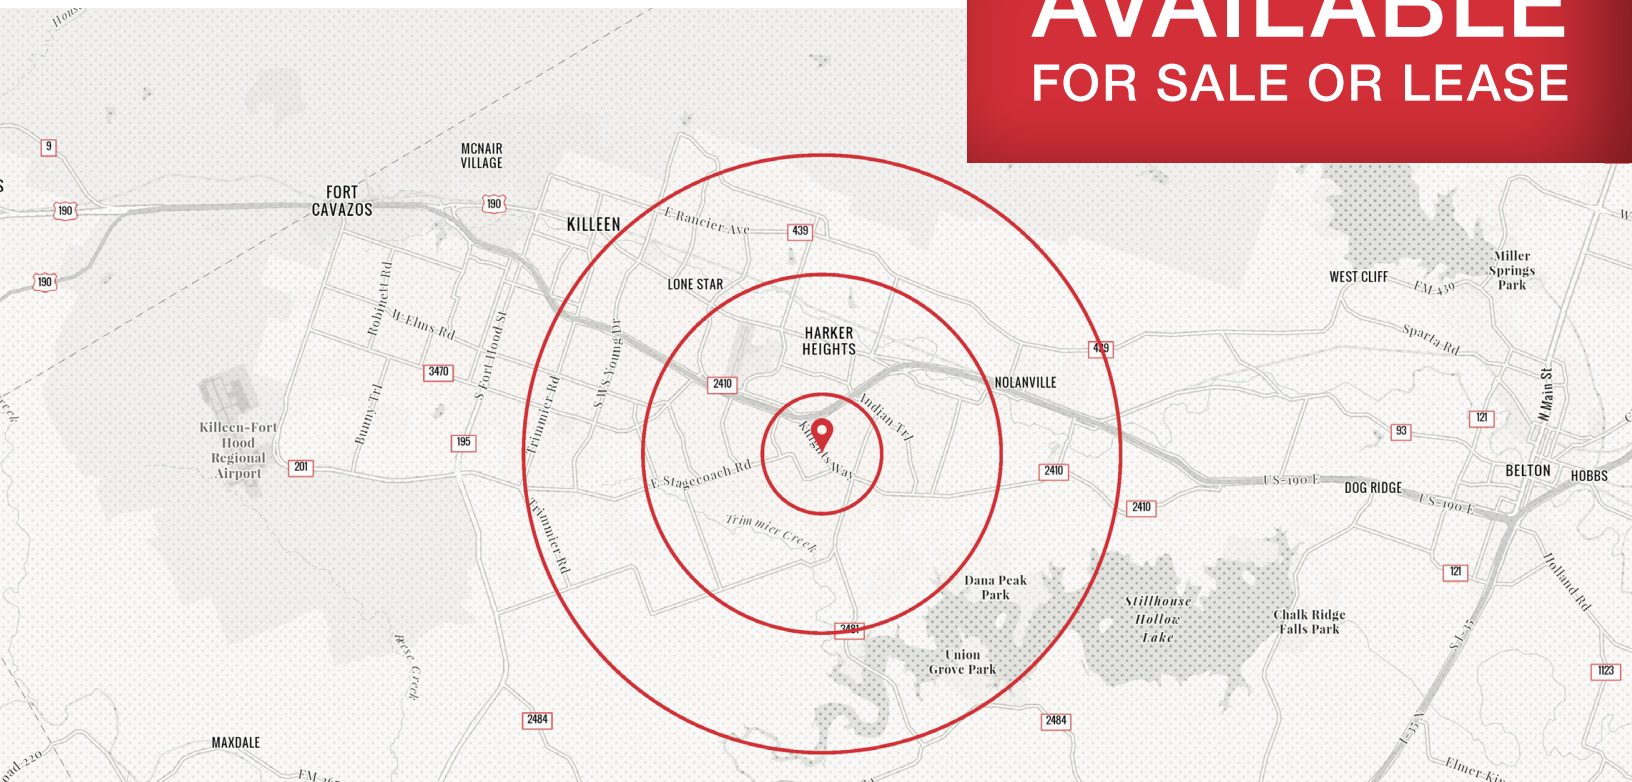 AVAILABLE
FOR SALE OR LEASE
9
MCNAIR
VILLAGE
FORT
CAVAZOS
190
190
190
KILLEEN
E Rancier Ave
439
LONE STAR
HARKER
HEIGHTS
Miller
Springs
Park
WEST CLIFF
FM 439
Sparta Rd
Robinett Rd
W Elms Rd
S Fort Hood St
S WS Young Dr
439
NOLANVILLE
3470
2410
Bunny Trl
Trimmier Rd
Indian Trl
N Main St
Killeen-Fort
Hood
Regional
Airport
195
201
Knights Way
E Stagecoach Rd
121
93
2410
2410
BELTON
HOBBS
US-190 E
DOG RIDGE
US-190 E
Trimmier Rd
Trimmier Creek
Dana Peak
Park
Stillhouse
Hollow
Lake
121
Holland Rd
Chalk Ridge
Falls Park
3481
Union
Grove Park
S I-35
Reese Creek
1123
2484
2484
MAXDALE
I-35 N